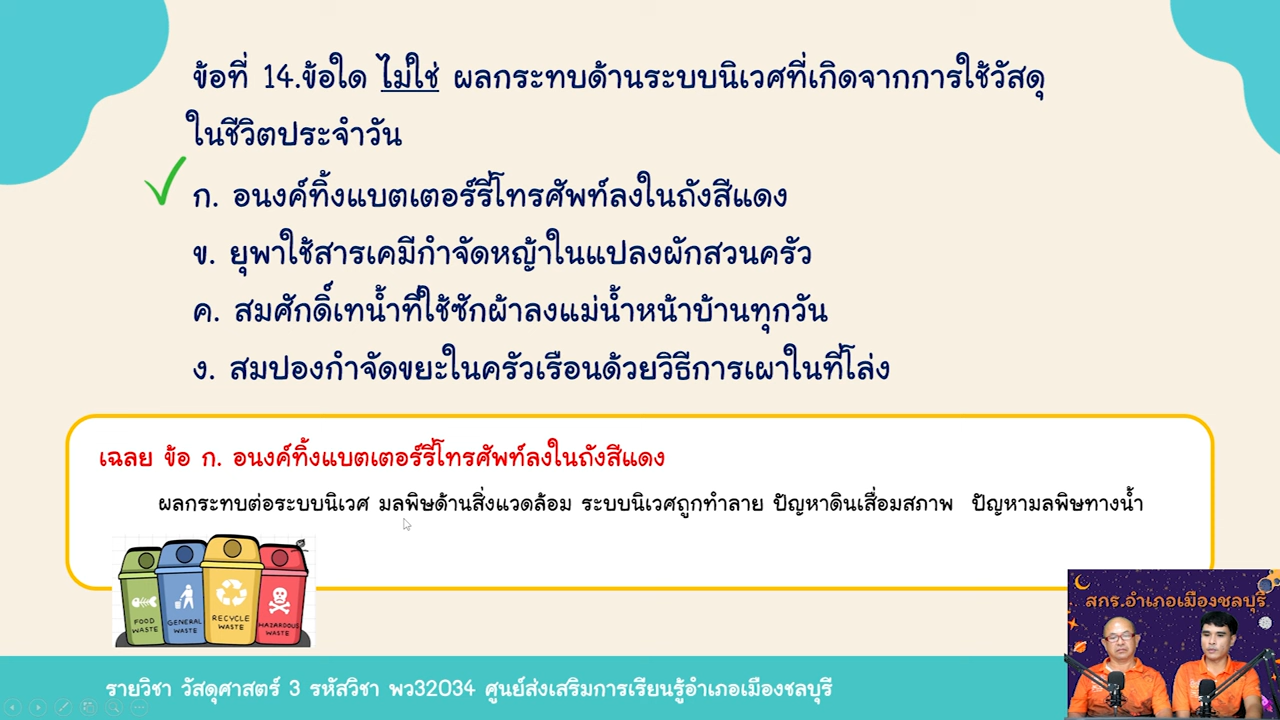 ข้อที่ 14.ข้อใด ไม่ใช่ ผลกระทบด้านระบบนิเวศที่เกิดจากการใช้วัสดุ
ในชีวิตประจำวัน
ก. อนงค์ทิ้งแบตเตอร์รี่โทรศัพท์ลงในถังสีแดง
ข. ยุพาใช้สารเคมีกำจัดหญ้าในแปลงผักสวนครัว
ค. สมศักดิ์เทน้ำที่ใช้ซักผ้าลงแม่น้ำหน้าบ้านทุกวัน
ง. สมปองกำจัดขยะในครัวเรือนด้วยวิธีการเผาในที่โล่ง
เฉลย ข้อ ก. อนงค์ทิ้งแบตเตอร์รี่โทรศัพท์ลงในถังสีแดง
ผลกระทบต่อระบบนิเวศ มลพิษด้านสิ่งแวดล้อม ระบบนิเวศถูกทำลาย ปัญหาดินเสื่อมสภาพ ปัญหามลพิษทางน้ำ
FOOD WASTE
GENERAL WASTE
RECYCLE WASTE
HAZARDOUS WASTE
สกร.อำเภอเมืองชลบุรี
รายวิชา วัสดุศาสตร์ 3 รหัสวิชา พว32034 ศูนย์ส่งเสริมการเรียนรู้อำเภอเมืองชลบุรี